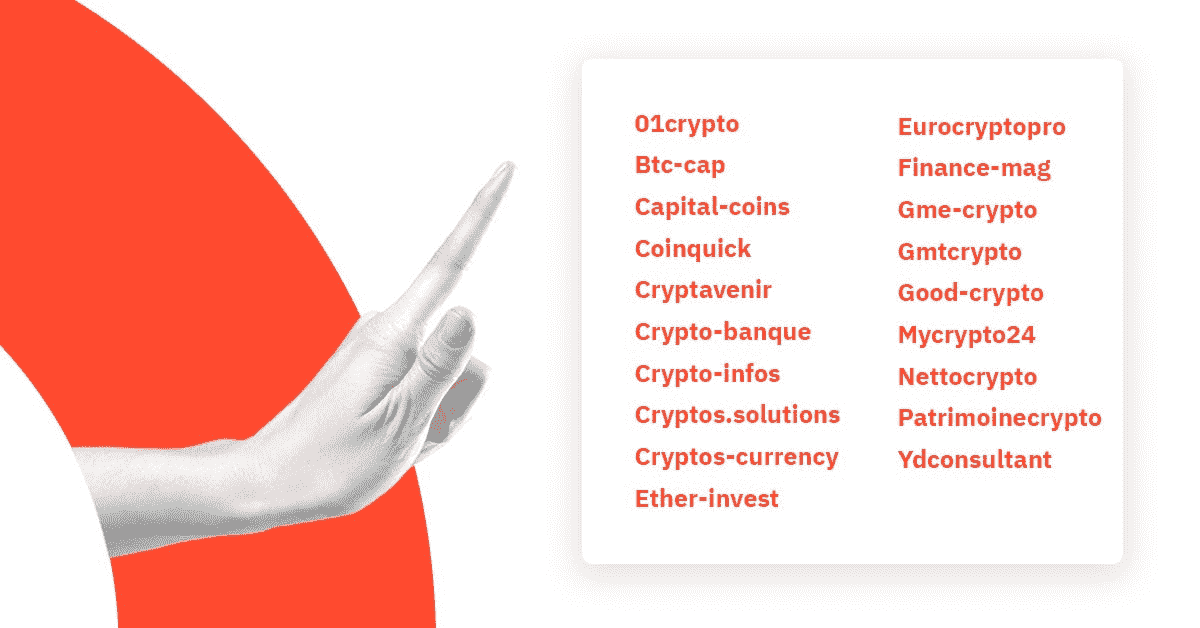 01crypto
Btc-cap
Capital-coins
Coinquick
Cryptavenir
Crypto-banque
Crypto-infos
Cryptos.solutions
Cryptos-currency
Ether-invest
Eurocryptopro
Finance-mag
Gme-crypto
Gmtcrypto
Good-crypto
Mycrypto24
Nettocrypto
Patrimoinecrypto
Ydconsultant